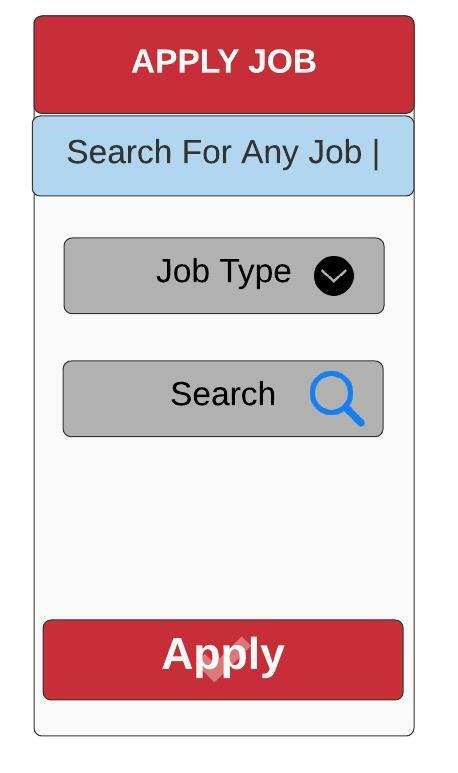 APPLY JOB
Search For Any Job |
Job Type
Search
Apply